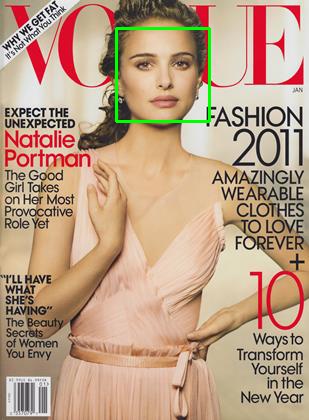 WHY WE GET FAT
It's Not What You Think
VOGUE
JAN
EXPECT THE
UNEXPECTED
Natalie
Portman
The Good
Girl Takes
on Her Most
Provocative
Role Yet
FASHION
2011
AMAZINGLY
WEARABLE
CLOTHES
TO LOVE
FOREVER
+
10
Ways to
Transform
Yourself
in the
New Year
"I'LL HAVE
WHAT
SHE'S
HAVING"
The Beauty
Secrets
of Women
You Envy